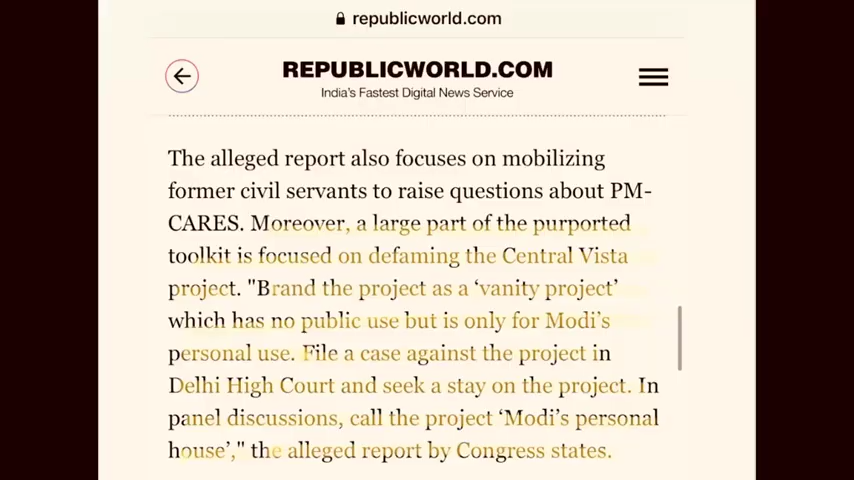 republicworld.com
REPUBLICWORLD.COM
India's Fastest Digital News Service
The alleged report also focuses on mobilizing
former civil servants to raise questions about PM-
CARES. Moreover, a large part of the purported
toolkit is focused on defaming the Central Vista
project. "Brand the project as a ‘vanity project’
which has no public use but is only for Modi’s
personal use. File a case against the project in
Delhi High Court and seek a stay on the project. In
panel discussions, call the project ‘Modi’s personal
house’," the alleged report by Congress states.